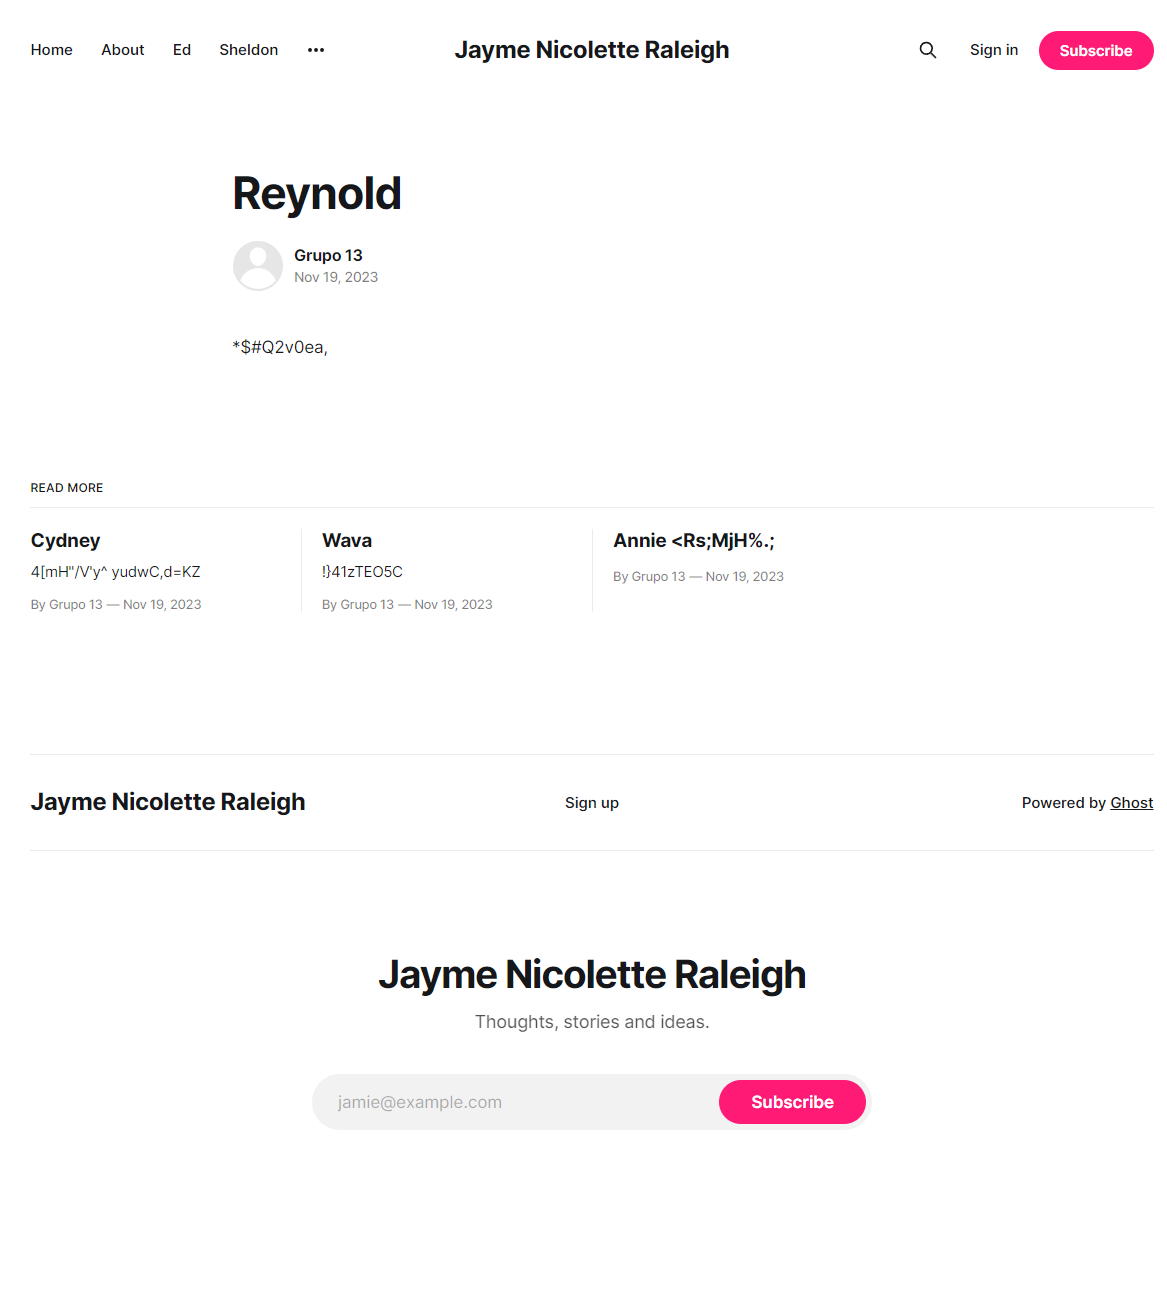 Home About Ed Sheldon ••• Jayme Nicolette Raleigh Sign in Subscribe
Reynold
Grupo 13
Nov 19, 2023
*$#Q2v0ea,
READ MORE
Cydney
4[mH"/V'y^ yudwC,d=KZ
By Grupo 13 — Nov 19, 2023
Wava
!}41zTEO5C
By Grupo 13 — Nov 19, 2023
Annie <Rs;MjH%.;
By Grupo 13 — Nov 19, 2023
Jayme Nicolette Raleigh Sign up Powered by Ghost
Jayme Nicolette Raleigh
Thoughts, stories and ideas.
jamie@example.com Subscribe